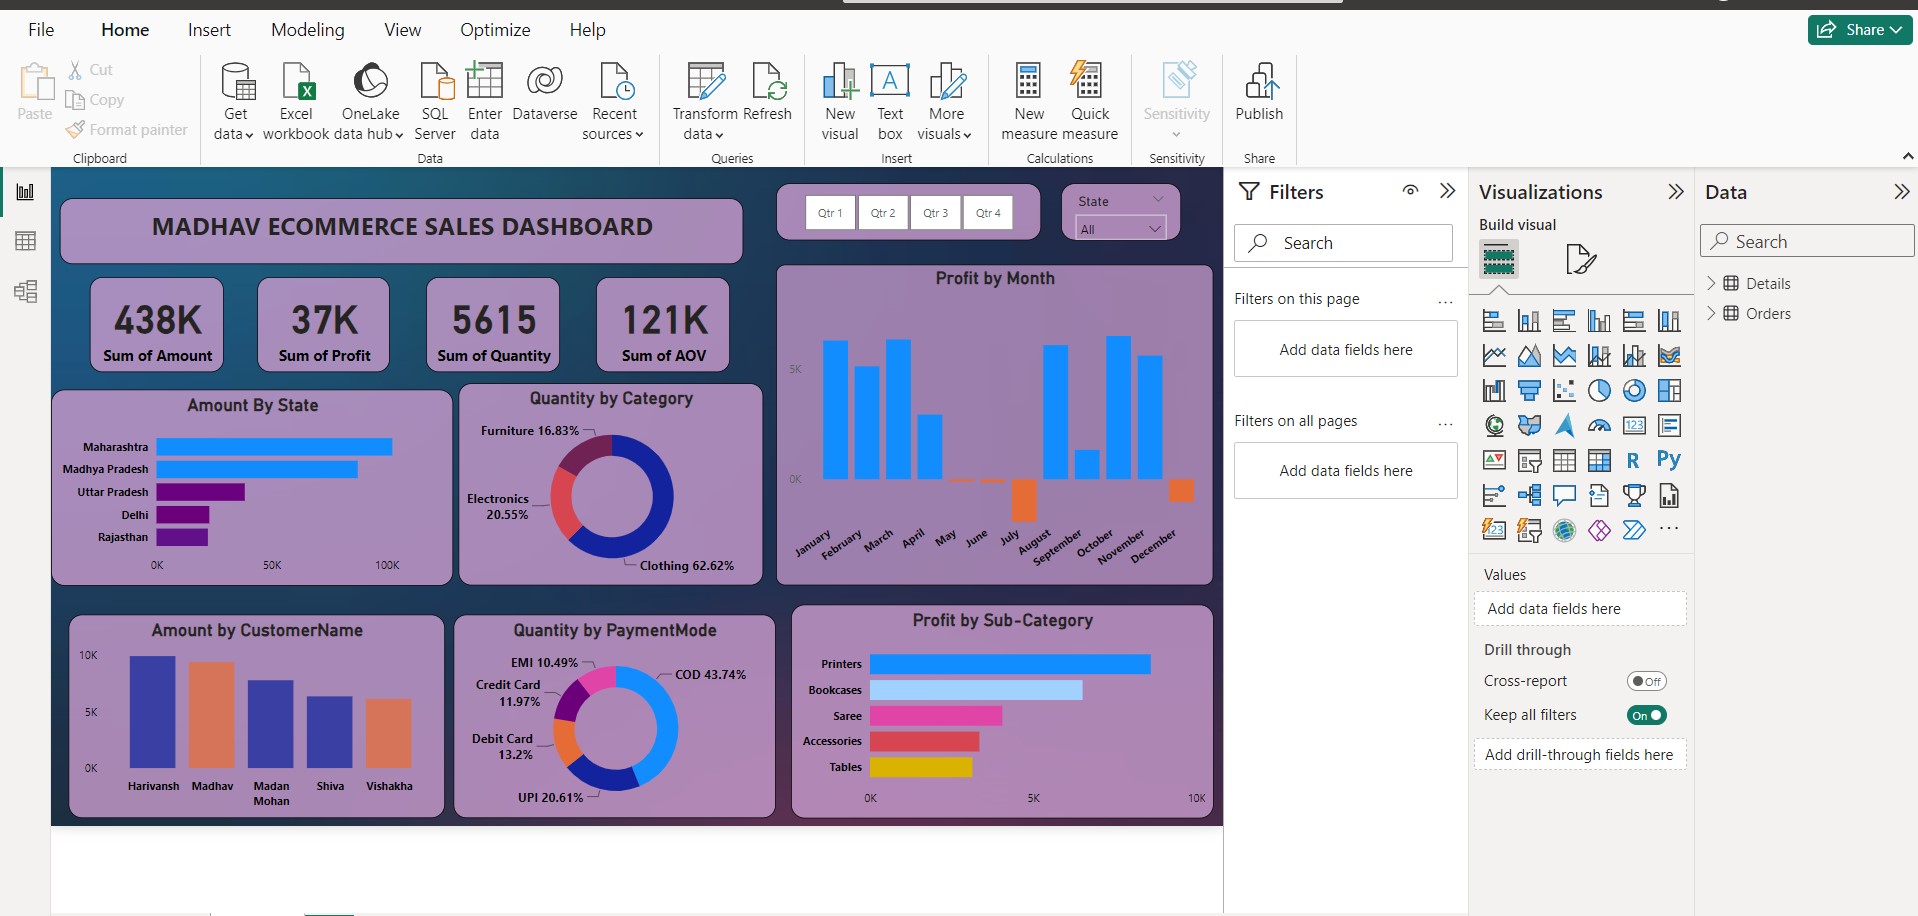 File Home Insert Modeling View Optimize Help
Share
Paste
Cut
Copy
Format painter
Clipboard
Get data
Excel workbook
OneLake data hub
SQL Server
Enter data
Dataverse
Recent sources
Data
Transform data
Refresh
Queries
New visual
Text box
More visuals
Insert
New measure
Quick measure
Calculations
Sensitivity
Sensitivity
Publish
Share
MADHAV ECOMMERCE SALES DASHBOARD
Qtr 1 Qtr 2 Qtr 3 Qtr 4
State
All
438K
Sum of Amount
37K
Sum of Profit
5615
Sum of Quantity
121K
Sum of AOV
Amount By State
Maharashtra
Madhya Pradesh
Uttar Pradesh
Delhi
Rajasthan
0K 50K 100K
Quantity by Category
Furniture 16.83%
Electronics
20.55%
Clothing 62.62%
Profit by Month
5K
0K
January February March April May June July August September October November December
Amount by CustomerName
10K
5K
0K
Harivansh Madhav Madan Mohan Shiva Vishakha
Quantity by PaymentMode
EMI 10.49%
COD 43.74%
Credit Card
11.97%
Debit Card
13.2%
UPI 20.61%
Profit by Sub-Category
Printers
Bookcases
Saree
Accessories
Tables
0K 5K 10K
Filters
Search
Filters on this page ...
Add data fields here
Filters on all pages ...
Add data fields here
Visualizations
Build visual
123
R Py
123
...
Values
Add data fields here
Drill through
Cross-report Off
Keep all filters On
Add drill-through fields here
Data
Search
Details
Orders